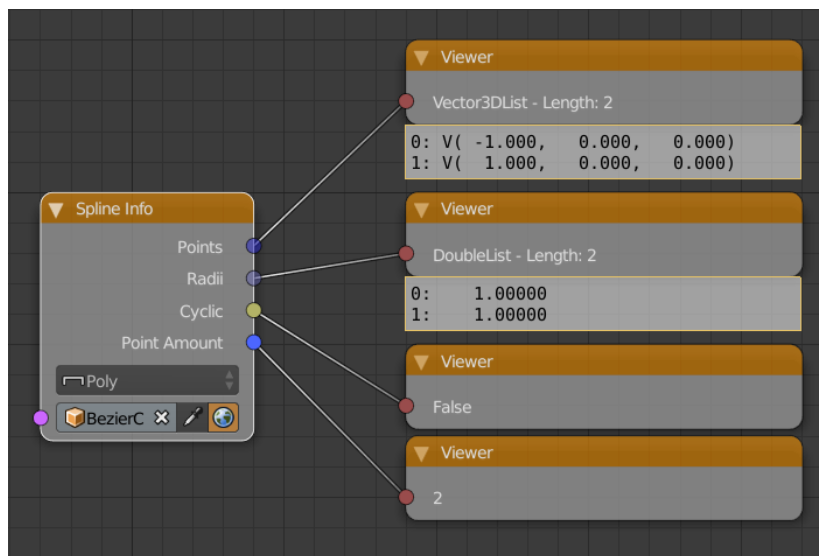 Spline Info
Points
Radii
Cyclic
Point Amount
Poly
BezierC
Viewer
Vector3DList - Length: 2
0: V( -1.000,   0.000,   0.000)
1: V(  1.000,   0.000,   0.000)
Viewer
DoubleList - Length: 2
0:    1.00000
1:    1.00000
Viewer
False
Viewer
2